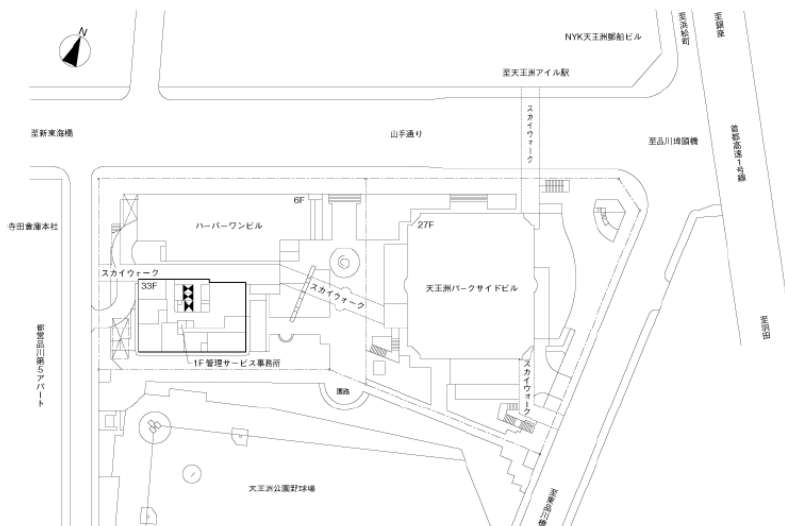 N
NYK天王洲郵船ビル
至浜松町
至銀座
至天王洲アイル駅
スカイウォーク
至新東海橋
山手通り
至品川埠頭橋
首都高速1号線
6F
寺田倉庫本社
ハーバーワンビル
27F
スカイウォーク
33F
スカイウォーク
天王洲パークサイドビル
至羽田
都営品川第5アパート
1F管理サービス事務所
スカイウォーク
園路
天王洲公園野球場
至東品川橋